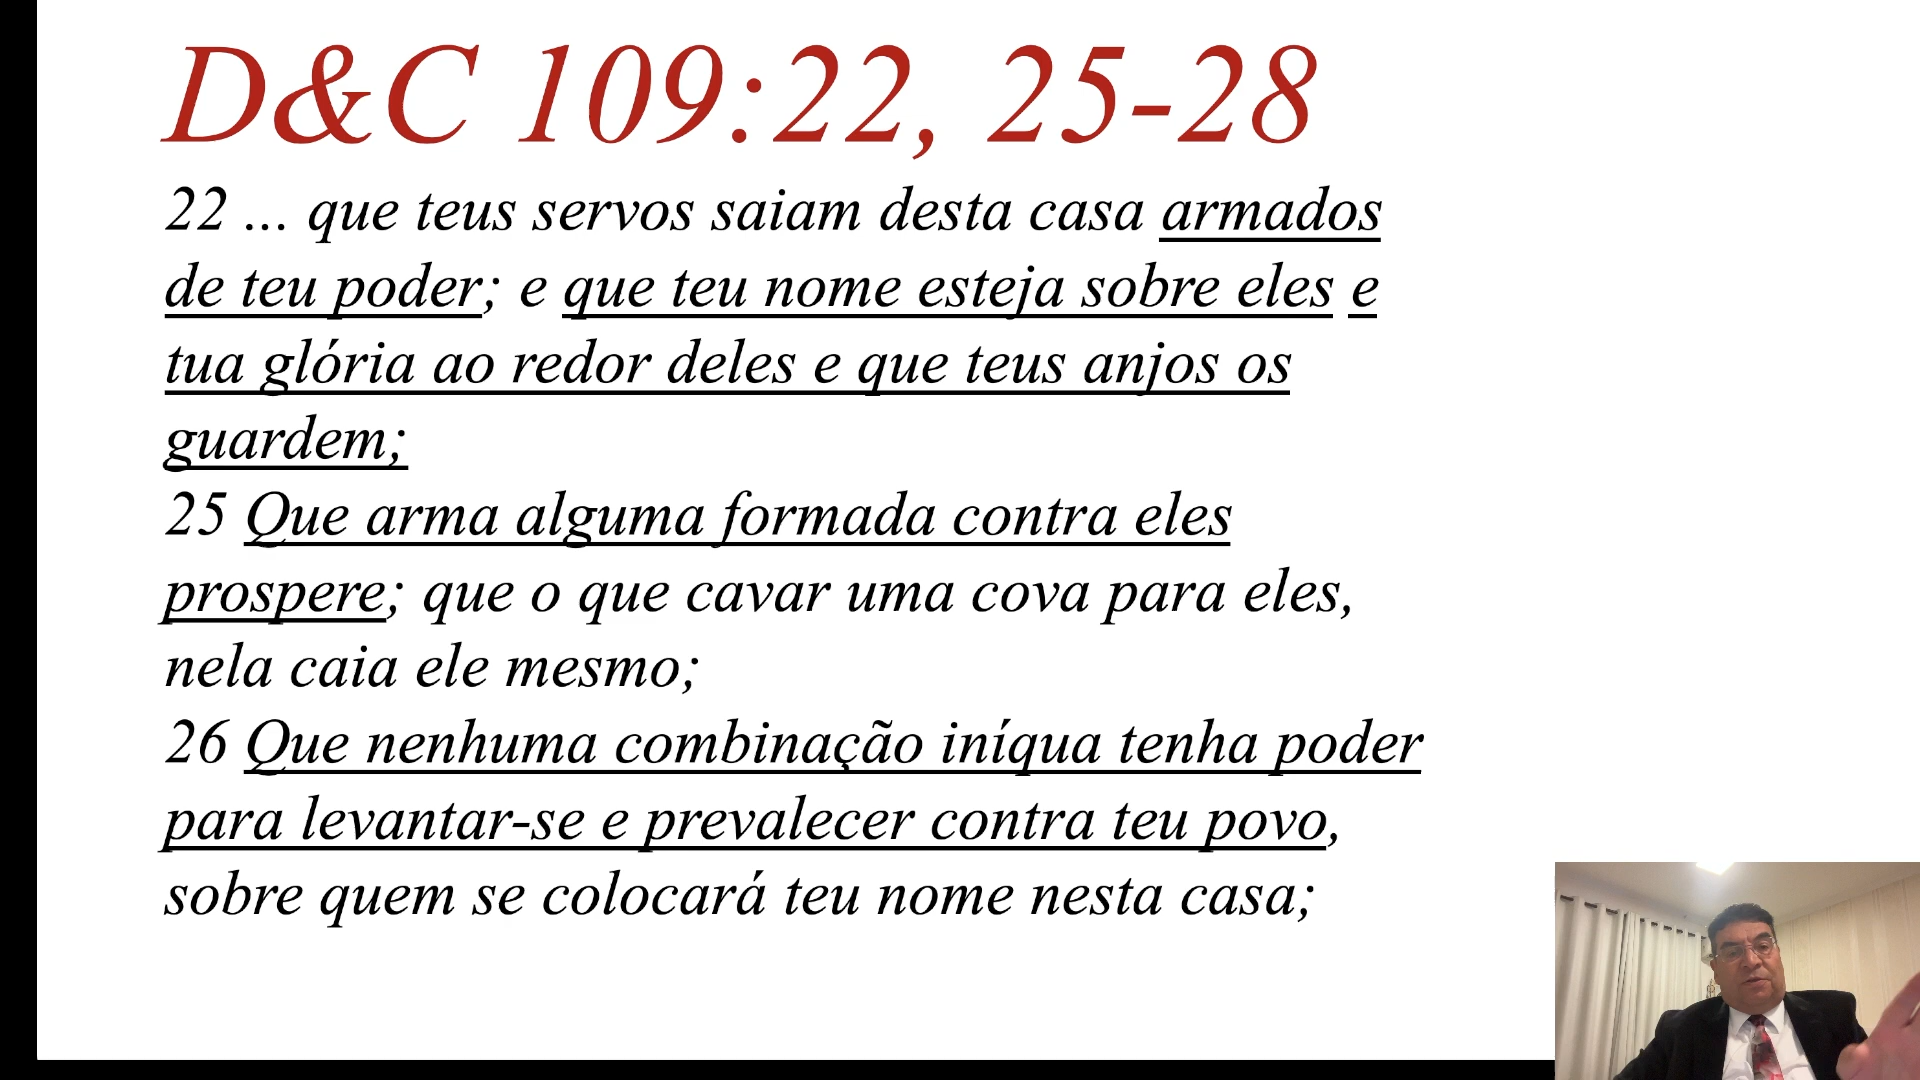 D&C 109:22, 25-28
22 ... que teus servos saiam desta casa armados
de teu poder; e que teu nome esteja sobre eles e
tua glória ao redor deles e que teus anjos os
guardem;
25 Que arma alguma formada contra eles
prospere; que o que cavar uma cova para eles,
nela caia ele mesmo;
26 Que nenhuma combinação iníqua tenha poder
para levantar-se e prevalecer contra teu povo,
sobre quem se colocará teu nome nesta casa;